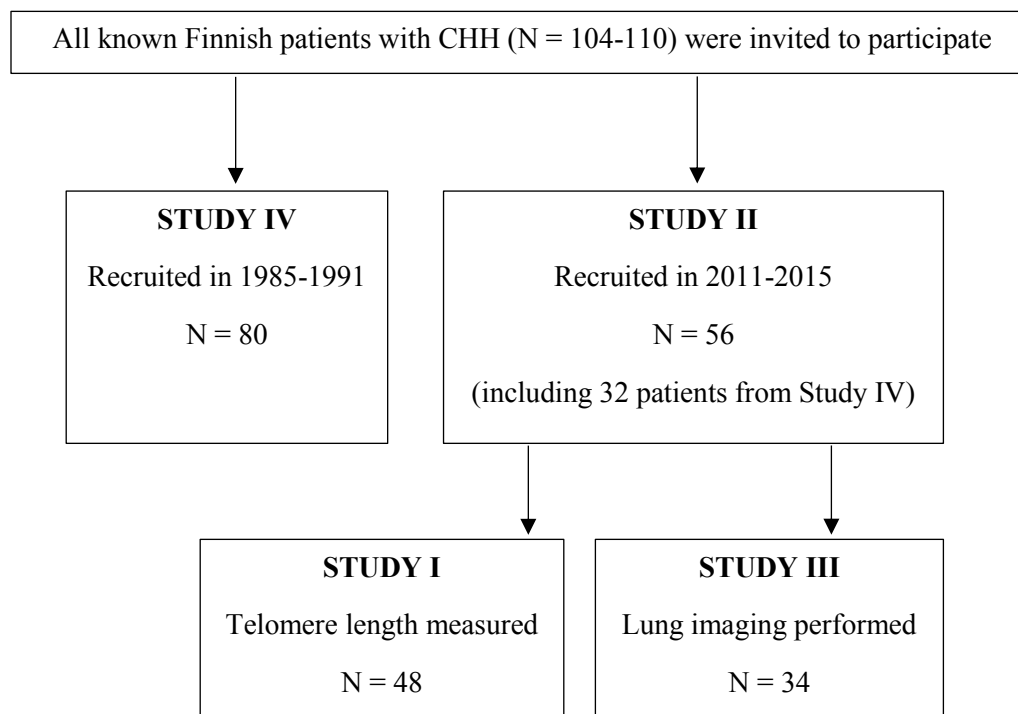 All known Finnish patients with CHH (N = 104-110) were invited to participate
STUDY IV
Recruited in 1985-1991
N = 80
STUDY II
Recruited in 2011-2015
N = 56
(including 32 patients from Study IV)
STUDY I
Telomere length measured
N = 48
STUDY III
Lung imaging performed
N = 34